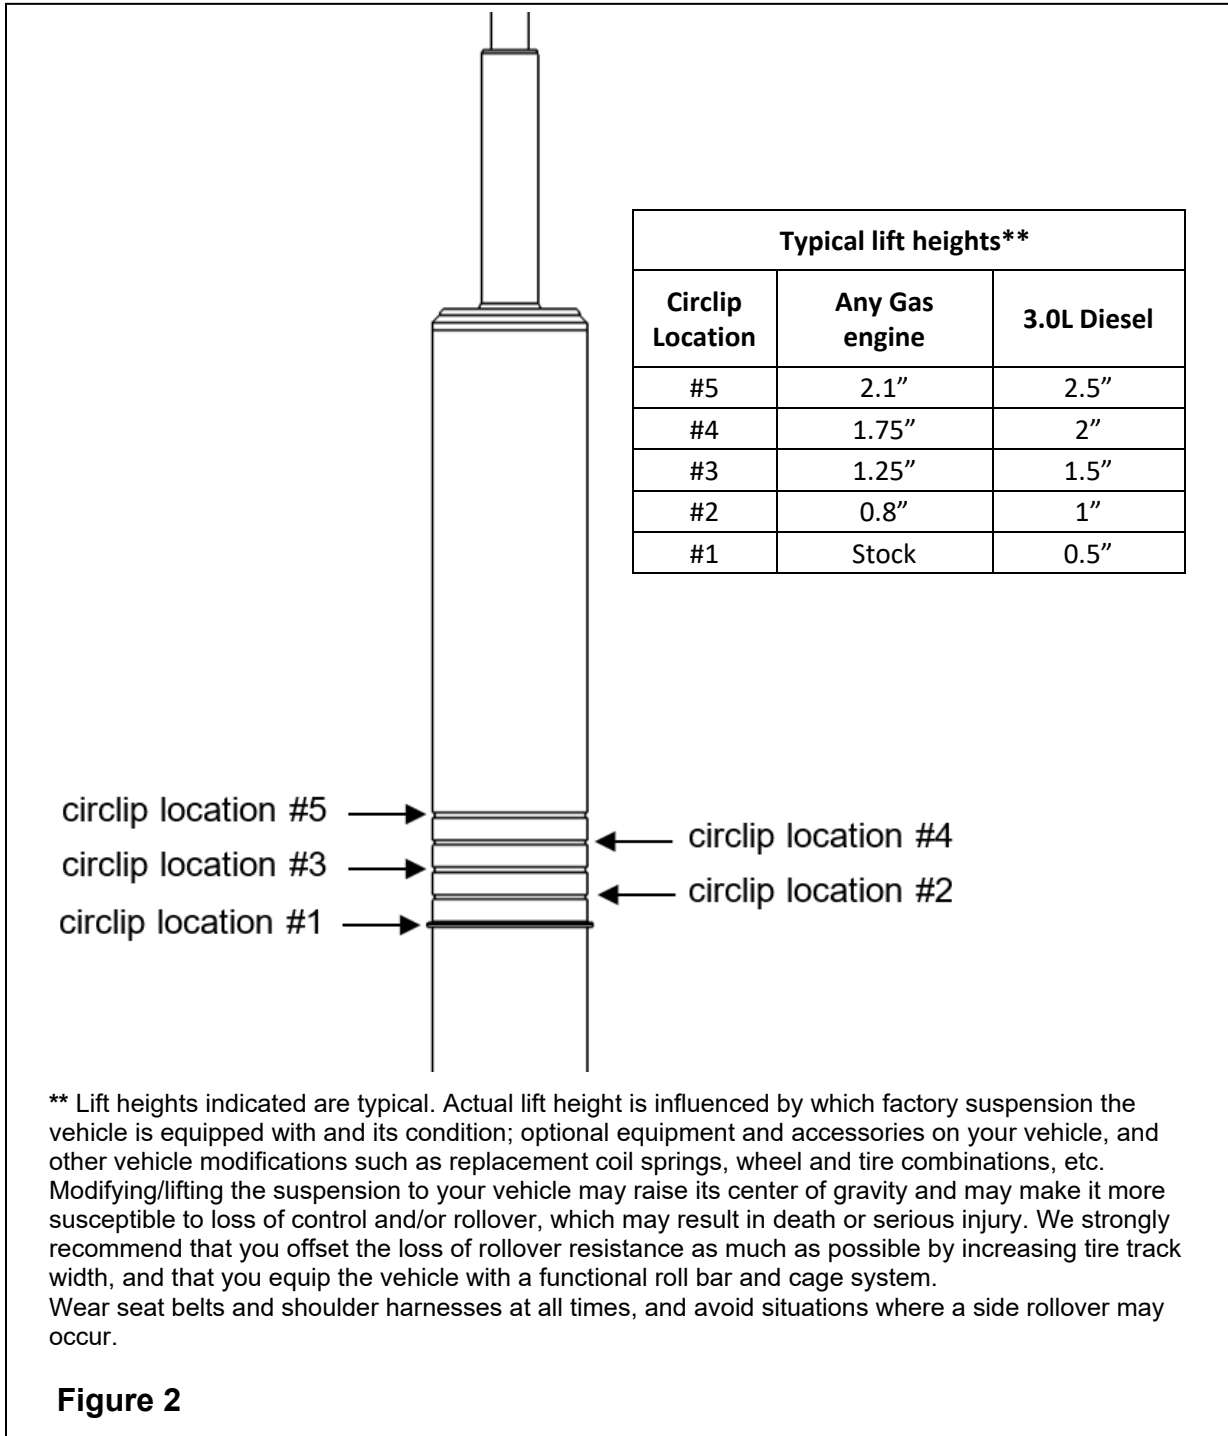 Typical lift heights**
Circlip Location Any Gas engine 3.0L Diesel
#5 2.1” 2.5”
#4 1.75” 2”
#3 1.25” 1.5”
#2 0.8” 1”
#1 Stock 0.5”
circlip location #5
circlip location #4
circlip location #3
circlip location #2
circlip location #1
** Lift heights indicated are typical. Actual lift height is influenced by which factory suspension the
vehicle is equipped with and its condition; optional equipment and accessories on your vehicle, and
other vehicle modifications such as replacement coil springs, wheel and tire combinations, etc.
Modifying/lifting the suspension to your vehicle may raise its center of gravity and may make it more
susceptible to loss of control and/or rollover, which may result in death or serious injury. We strongly
recommend that you offset the loss of rollover resistance as much as possible by increasing tire track
width, and that you equip the vehicle with a functional roll bar and cage system.
Wear seat belts and shoulder harnesses at all times, and avoid situations where a side rollover may
occur.
Figure 2